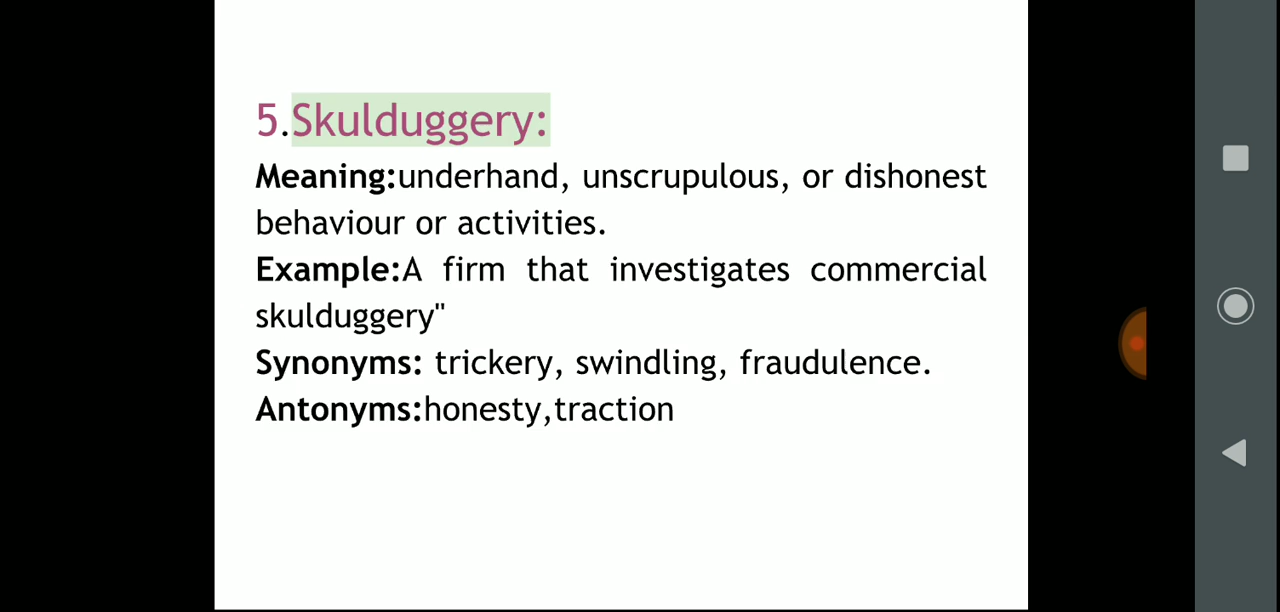 5.Skulduggery:
Meaning:underhand, unscrupulous, or dishonest
behaviour or activities.
Example:A firm that investigates commercial
skulduggery"
Synonyms: trickery, swindling, fraudulence.
Antonyms:honesty,traction